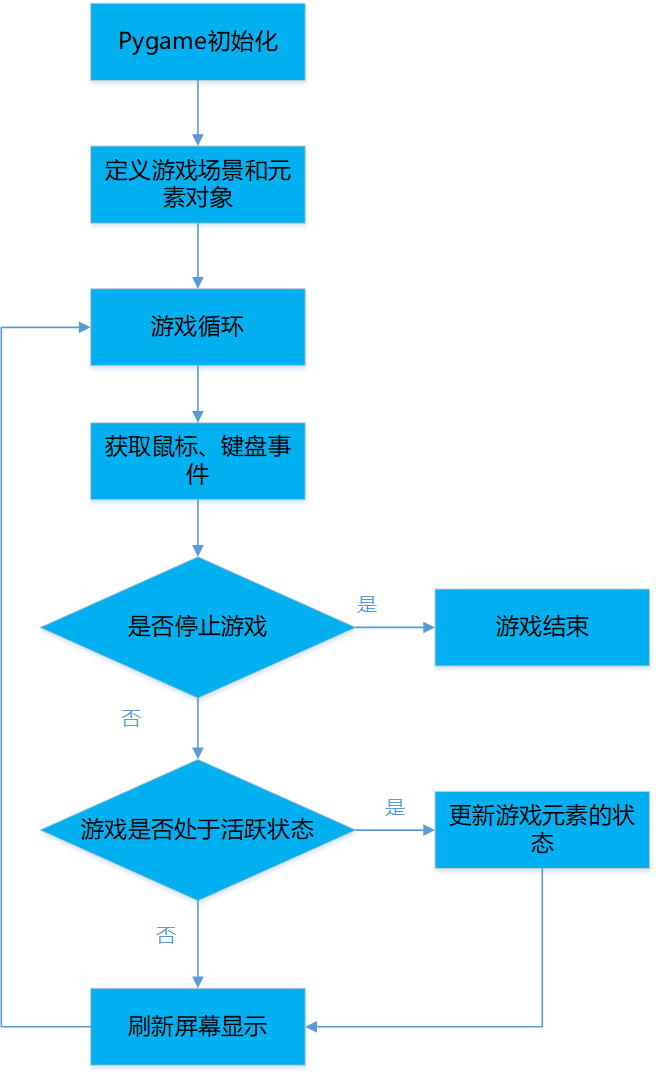 Pygame初始化
定义游戏场景和元
素对象
游戏循环
获取鼠标、键盘事
件
是否停止游戏
是
游戏结束
否
游戏是否处于活跃状态
是
更新游戏元素的状
态
否
刷新屏幕显示